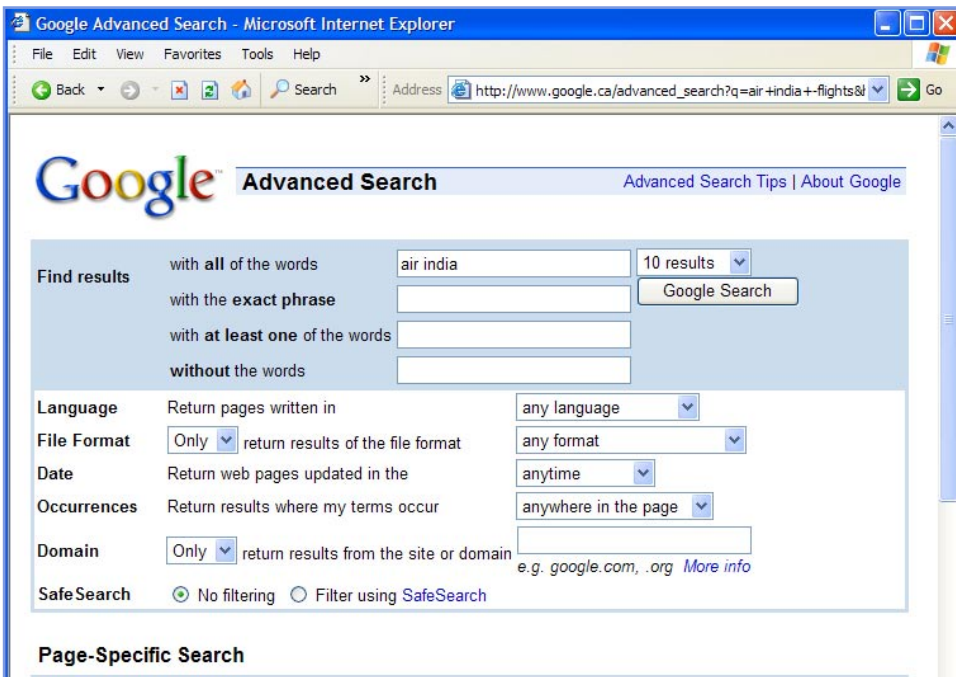 Google Advanced Search - Microsoft Internet Explorer
File Edit View Favorites Tools Help
Back Search » Address http://www.google.ca/advanced_search?q=air+india+-flights& Go
Google™ Advanced Search Advanced Search Tips | About Google
Find results with all of the words air india 10 results
Google Search
with the exact phrase
with at least one of the words
without the words
Language Return pages written in any language
File Format Only return results of the file format any format
Date Return web pages updated in the anytime
Occurrences Return results where my terms occur anywhere in the page
Domain Only return results from the site or domain
e.g. google.com, .org More info
SafeSearch No filtering Filter using SafeSearch
Page-Specific Search